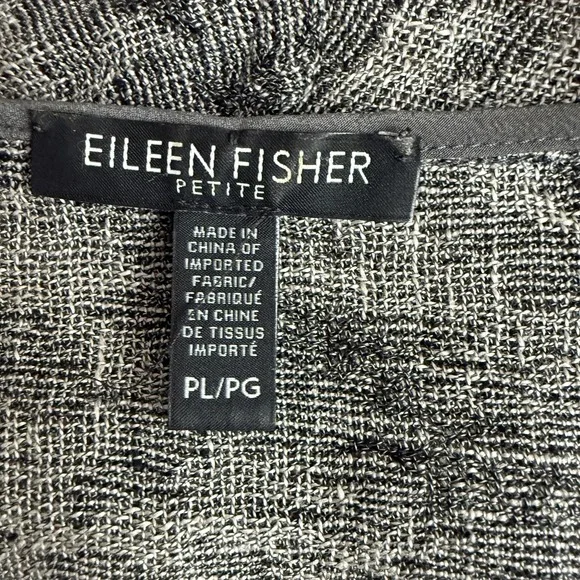 EILEEN FISHER
PETITE
MADE IN
CHINA OF
IMPORTED
FABRIC/
FABRIQUÉ
EN CHINE
DE TISSUS
IMPORTÉ
PL/PG